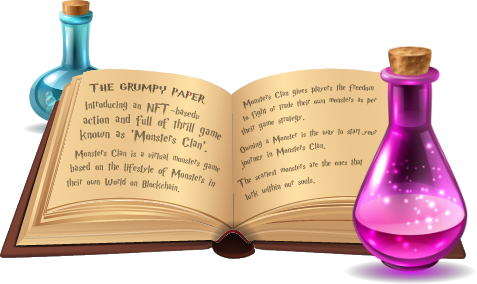 THE GRUMPY PAPER
Introducing an NFT-based
action and full of thrill game
known as 'Monsters Clan'.
Monsters Clan is a virtual monsters game
based on the lifestyle of Monsters in
their own World on Blockchain.
Monsters Clan gives players the freedom
to fight or trade their own monsters as per
their game strategy.
Owning a Monster is the way to start your
journey in Monsters Clan.
The scariest monsters are the ones that
lurk within our souls.